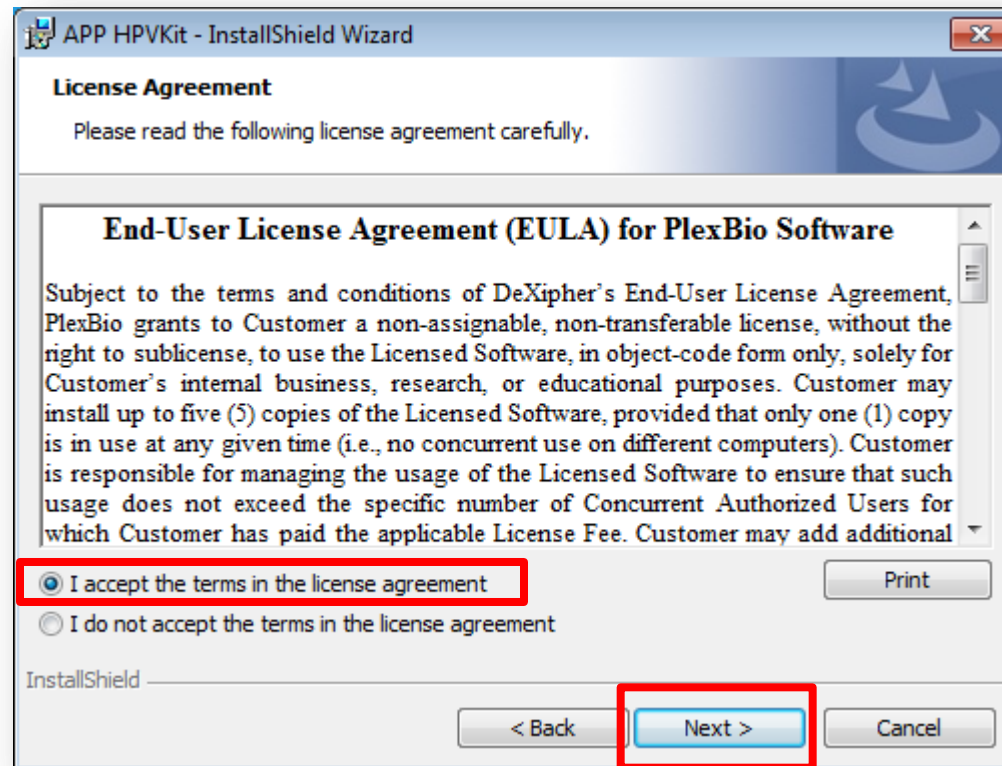 APP HPVKit - InstallShield Wizard
License Agreement
Please read the following license agreement carefully.
End-User License Agreement (EULA) for PlexBio Software
Subject to the terms and conditions of DeXipher's End-User License Agreement,
PlexBio grants to Customer a non-assignable, non-transferable license, without the
right to sublicense, to use the Licensed Software, in object-code form only, solely for
Customer's internal business, research, or educational purposes. Customer may
install up to five (5) copies of the Licensed Software, provided that only one (1) copy
is in use at any given time (i.e., no concurrent use on different computers). Customer
is responsible for managing the usage of the Licensed Software to ensure that such
usage does not exceed the specific number of Concurrent Authorized Users for
which Customer has paid the applicable License Fee. Customer may add additional
I accept the terms in the license agreement
Print
I do not accept the terms in the license agreement
InstallShield
< Back
Next >
Cancel